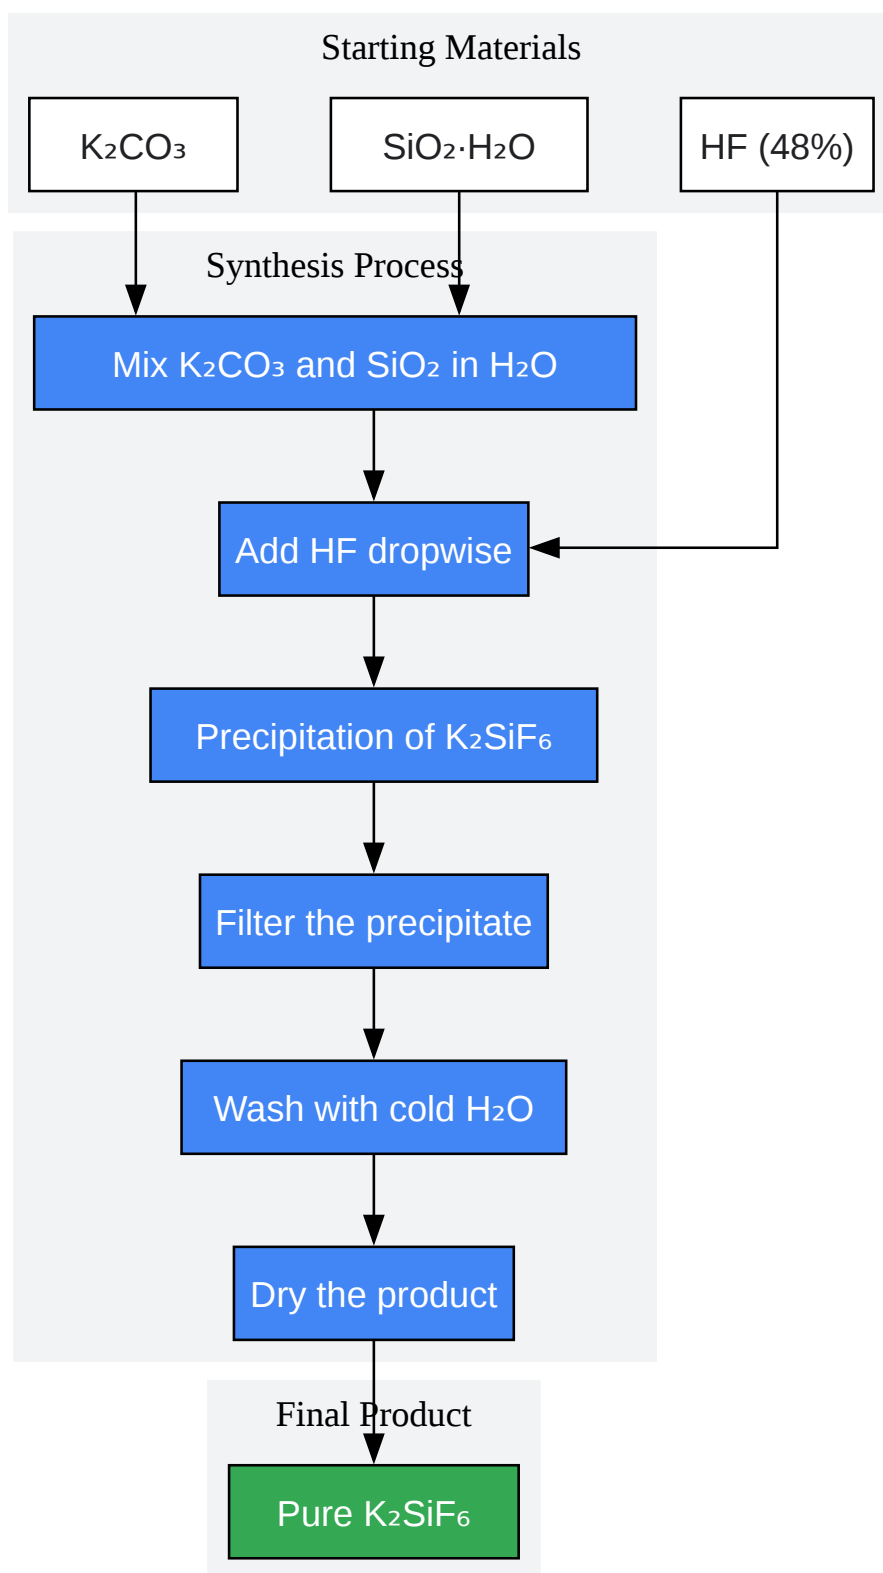 Starting Materials
K₂CO₃
SiO₂·H₂O
HF (48%)
Synthesis Process
Mix K₂CO₃ and SiO₂ in H₂O
Add HF dropwise
Precipitation of K₂SiF₆
Filter the precipitate
Wash with cold H₂O
Dry the product
Final Product
Pure K₂SiF₆